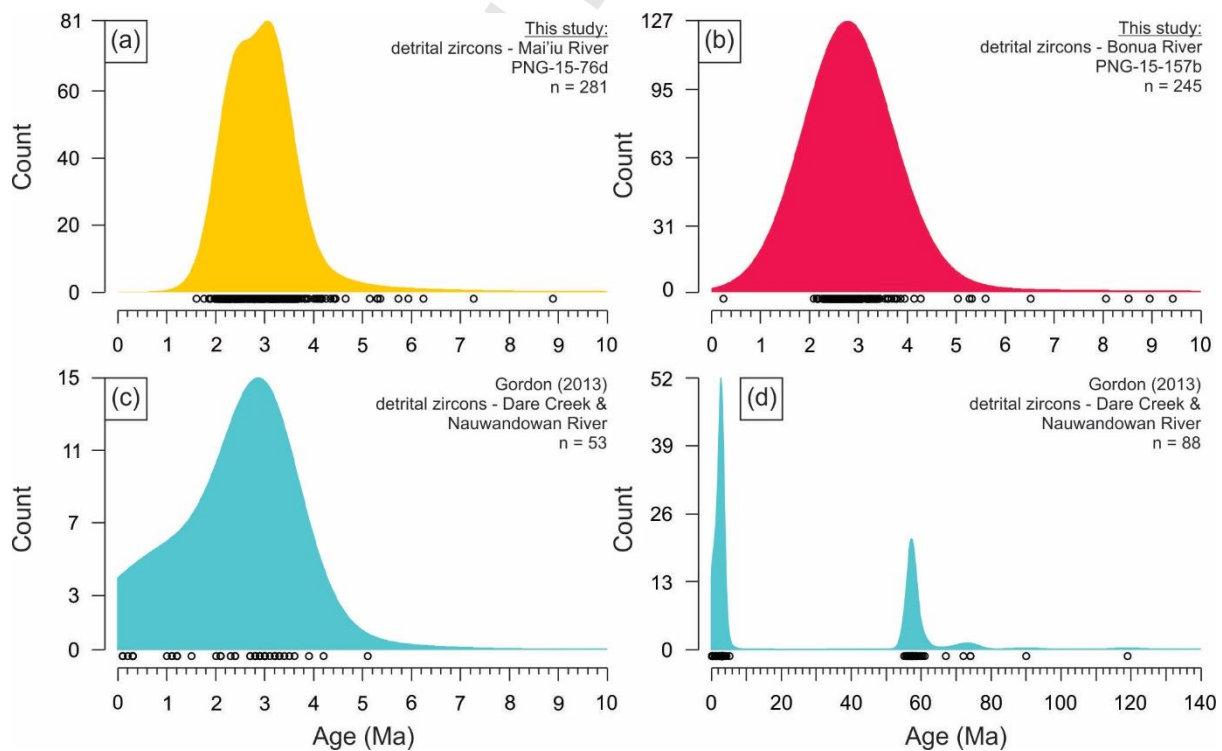 (a)
This study:
detrital zircons - Mai'iu River
PNG-15-76d
n = 281
Count
81
60
40
20
0
0 1 2 3 4 5 6 7 8 9 10
(b)
This study:
detrital zircons - Bonua River
PNG-15-157b
n = 245
Count
127
95
63
31
0
0 1 2 3 4 5 6 7 8 9 10
(c)
Gordon (2013)
detrital zircons - Dare Creek &
Nauwandowan River
n = 53
Count
15
11
7
3
0
0 1 2 3 4 5 6 7 8 9 10
Age (Ma)
(d)
Gordon (2013)
detrital zircons - Dare Creek &
Nauwandowan River
n = 88
Count
52
39
26
13
0
0 20 40 60 80 100 120 140
Age (Ma)